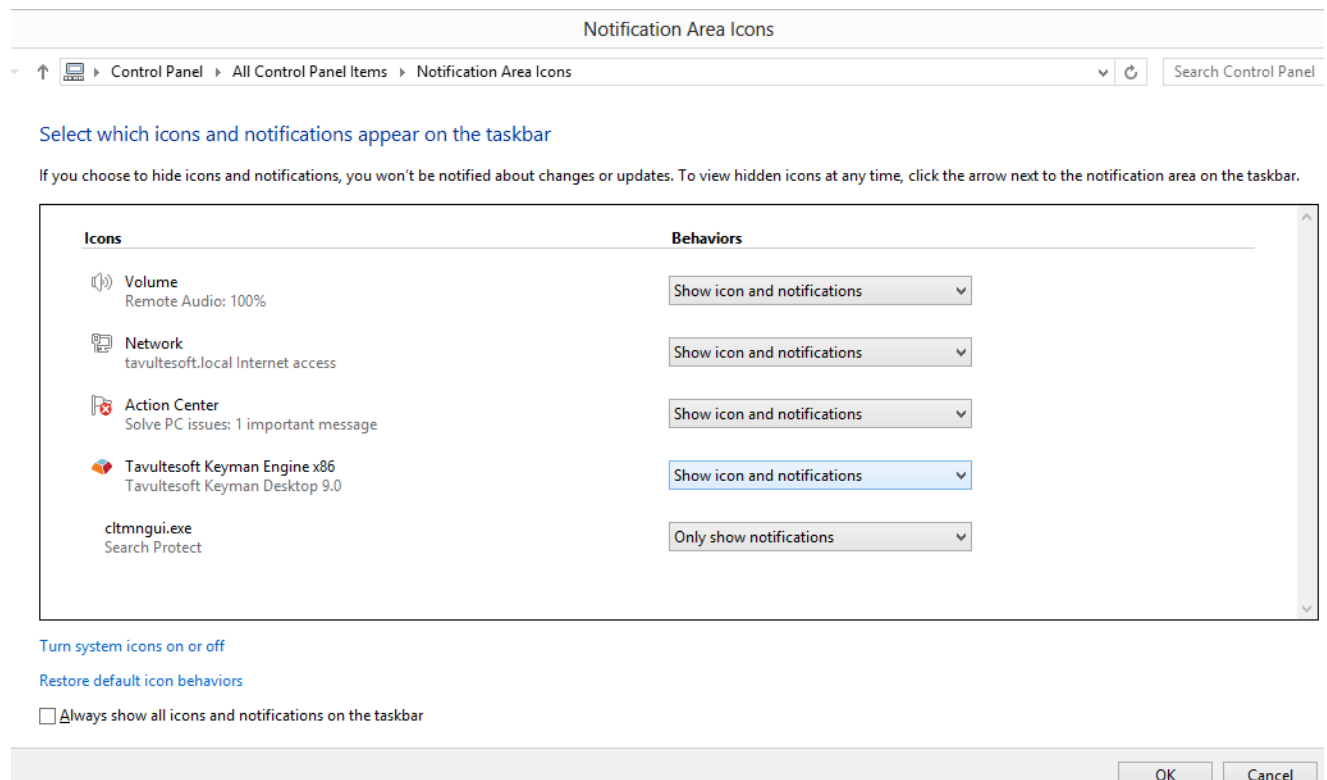 Notification Area Icons
Control Panel All Control Panel Items Notification Area Icons Search Control Panel
Select which icons and notifications appear on the taskbar
If you choose to hide icons and notifications, you won't be notified about changes or updates. To view hidden icons at any time, click the arrow next to the notification area on the taskbar.
Icons Behaviors
Volume Show icon and notifications
Remote Audio: 100%
Network Show icon and notifications
tavultesoft.local Internet access
Action Center Show icon and notifications
Solve PC issues: 1 important message
Tavultesoft Keyman Engine x86 Show icon and notifications
Tavultesoft Keyman Desktop 9.0
cltmngui.exe Only show notifications
Search Protect
Turn system icons on or off
Restore default icon behaviors
Always show all icons and notifications on the taskbar
OK Cancel